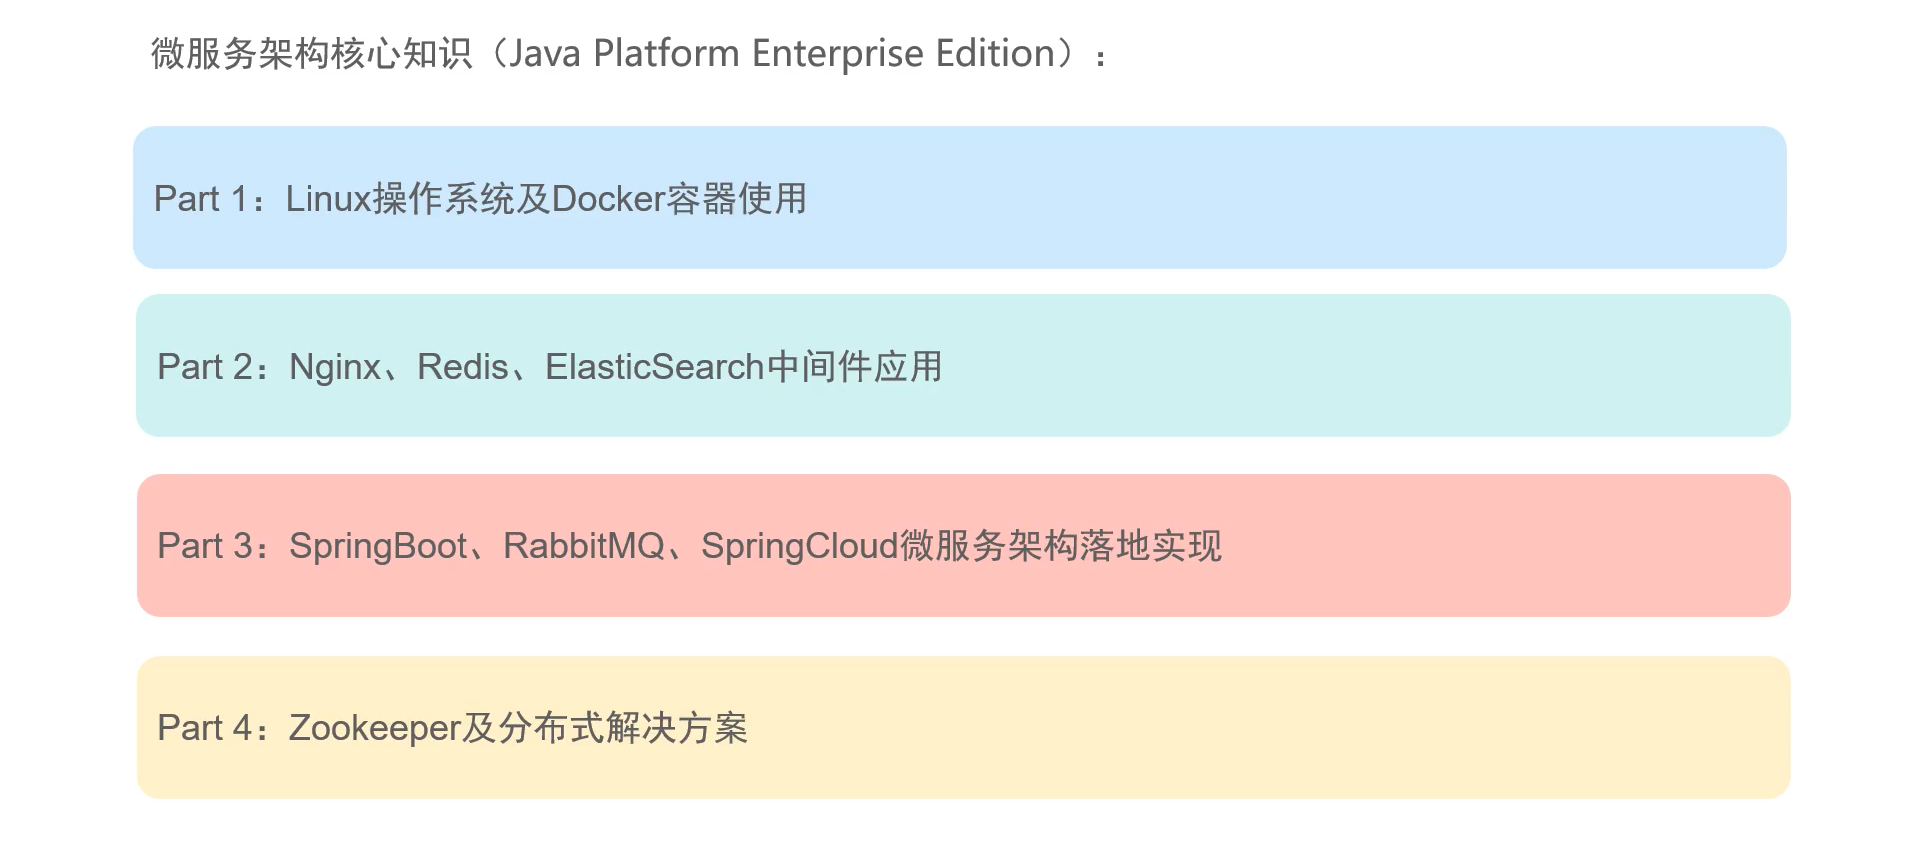 微服务架构核心知识（Java Platform Enterprise Edition）：
Part 1：Linux操作系统及Docker容器使用
Part 2：Nginx、Redis、ElasticSearch中间件应用
Part 3：SpringBoot、RabbitMQ、SpringCloud微服务架构落地实现
Part 4：Zookeeper及分布式解决方案